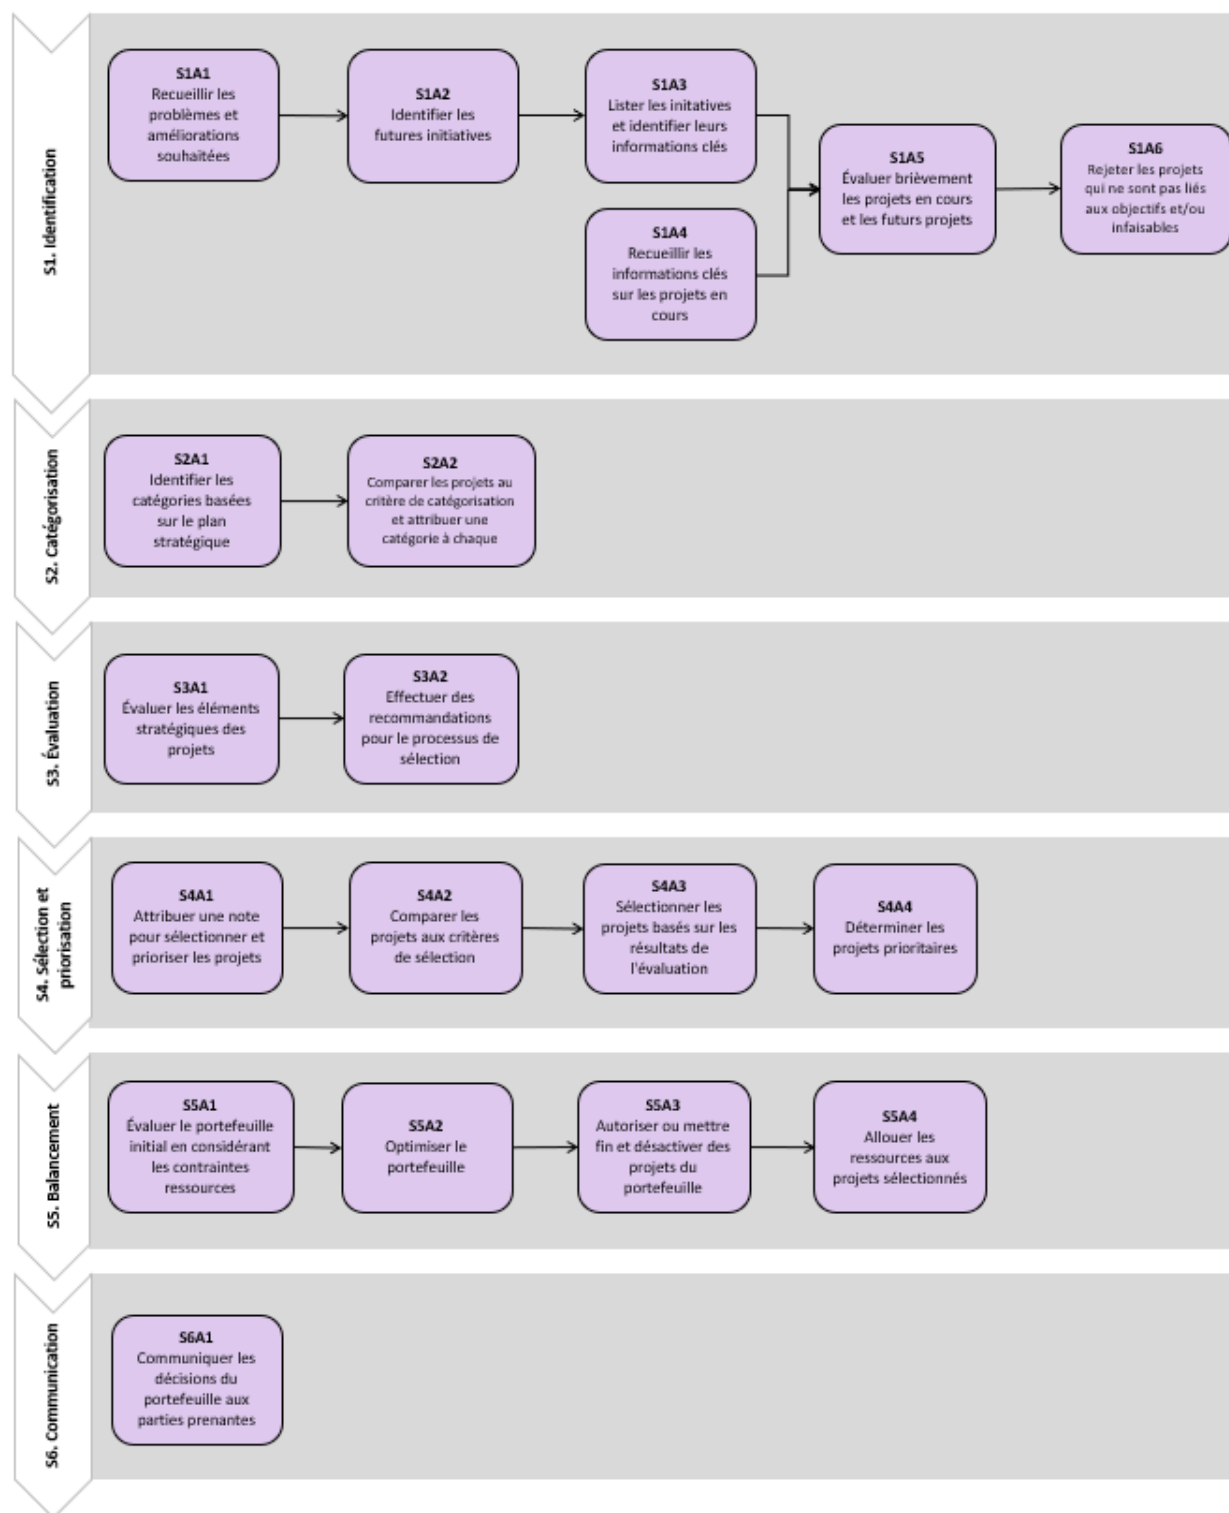 S1. Identification
S1A1
Recueillir les
problèmes et
améliorations
souhaitées
S1A2
Identifier les
futures initiatives
S1A3
Lister les initatives
et identifier leurs
informations clés
S1A4
Recueillir les
informations clés
sur les projets en
cours
S1A5
Évaluer brièvement
les projets en cours
et les futurs projets
S1A6
Rejeter les projets
qui ne sont pas liés
aux objectifs et/ou
infaisables
S2. Catégorisation
S2A1
Identifier les
catégories basées
sur le plan
stratégique
S2A2
Comparer les projets au
critère de catégorisation
et attribuer une
catégorie à chaque
S3. Évaluation
S3A1
Évaluer les éléments
stratégiques des
projets
S3A2
Effectuer des
recommandations
pour le processus de
sélection
S4. Sélection et
priorisation
S4A1
Attribuer une note
pour sélectionner et
prioriser les projets
S4A2
Comparer les
projets aux critères
de sélection
S4A3
Sélectionner les
projets basés sur les
résultats de
l'évaluation
S4A4
Déterminer les
projets prioritaires
S5. Balancement
S5A1
Évaluer le portefeuille
initial en considérant
les contraintes
ressources
S5A2
Optimiser le
portefeuille
S5A3
Autoriser ou mettre
fin et désactiver des
projets du
portefeuille
S5A4
Allouer les
ressources aux
projets sélectionnés
S6. Communication
S6A1
Communiquer les
décisions du
portefeuille aux
parties prenantes